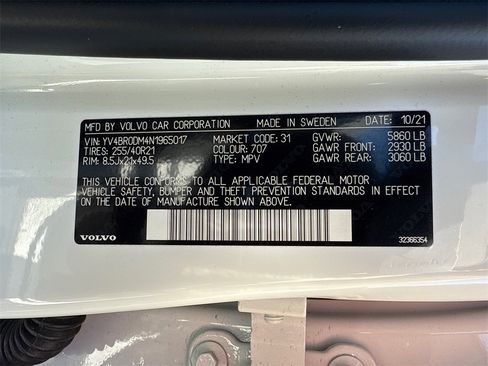 MFD BY VOLVO CAR CORPORATION MADE IN SWEDEN DATE: 10/21
VIN: YV4BR0DM4N1965017 MARKET CODE: 31 GVWR: 5860 LB
TIRES: 255/40R21 COLOUR: 707 GAWR FRONT: 2930 LB
RIM: 8.5Jx21x49.5 TYPE: MPV GAWR REAR: 3060 LB
THIS VEHICLE CONFORMS TO ALL APPLICABLE FEDERAL MOTOR
VEHICLE SAFETY, BUMPER AND THEFT PREVENTION STANDARDS IN EFFECT
ON THE DATE OF MANUFACTURE SHOWN ABOVE.
VOLVO 32366354